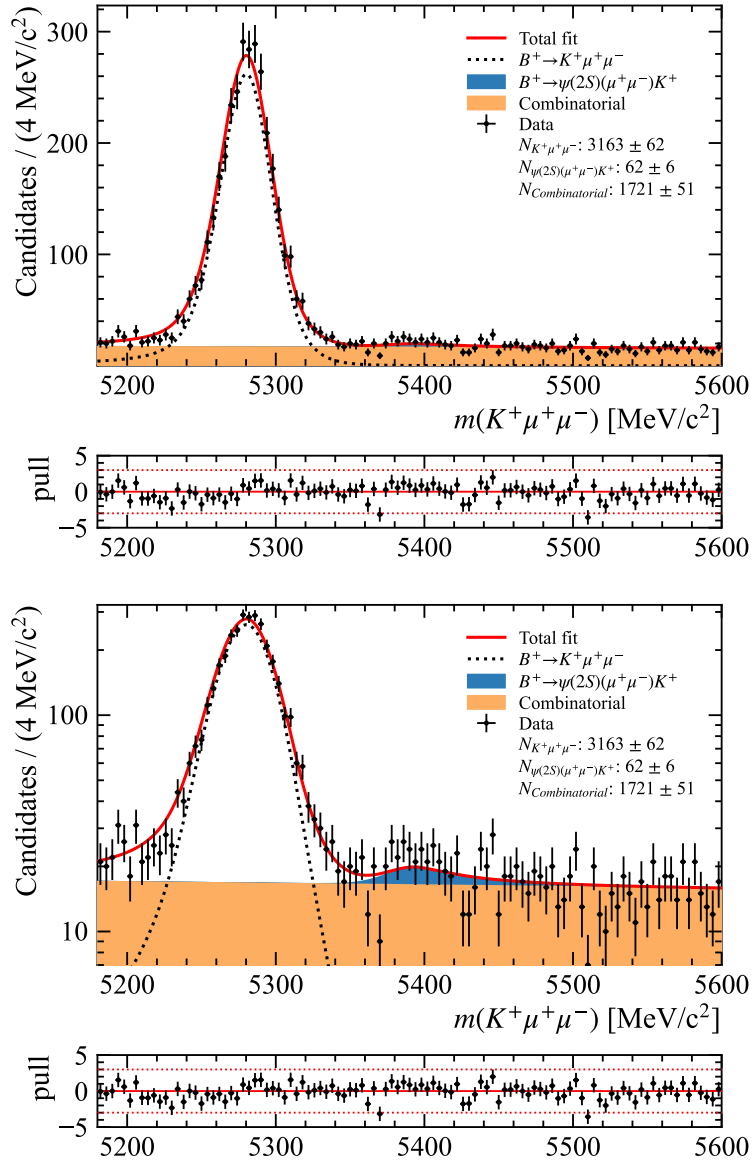 300
200
100
Candidates / (4 MeV/c²)
Total fit
B⁺→K⁺μ⁺μ⁻
B⁺→ψ(2S)(μ⁺μ⁻)K⁺
Combinatorial
Data
N_{K⁺μ⁺μ⁻}: 3163 ± 62
N_{ψ(2S)(μ⁺μ⁻)K⁺}: 62 ± 6
N_{Combinatorial}: 1721 ± 51
5200 5300 5400 5500 5600
m(K⁺μ⁺μ⁻) [MeV/c²]
5
0
−5
pull
5200 5300 5400 5500 5600
100
10
Candidates / (4 MeV/c²)
Total fit
B⁺→K⁺μ⁺μ⁻
B⁺→ψ(2S)(μ⁺μ⁻)K⁺
Combinatorial
Data
N_{K⁺μ⁺μ⁻}: 3163 ± 62
N_{ψ(2S)(μ⁺μ⁻)K⁺}: 62 ± 6
N_{Combinatorial}: 1721 ± 51
5200 5300 5400 5500 5600
m(K⁺μ⁺μ⁻) [MeV/c²]
5
0
−5
pull
5200 5300 5400 5500 5600